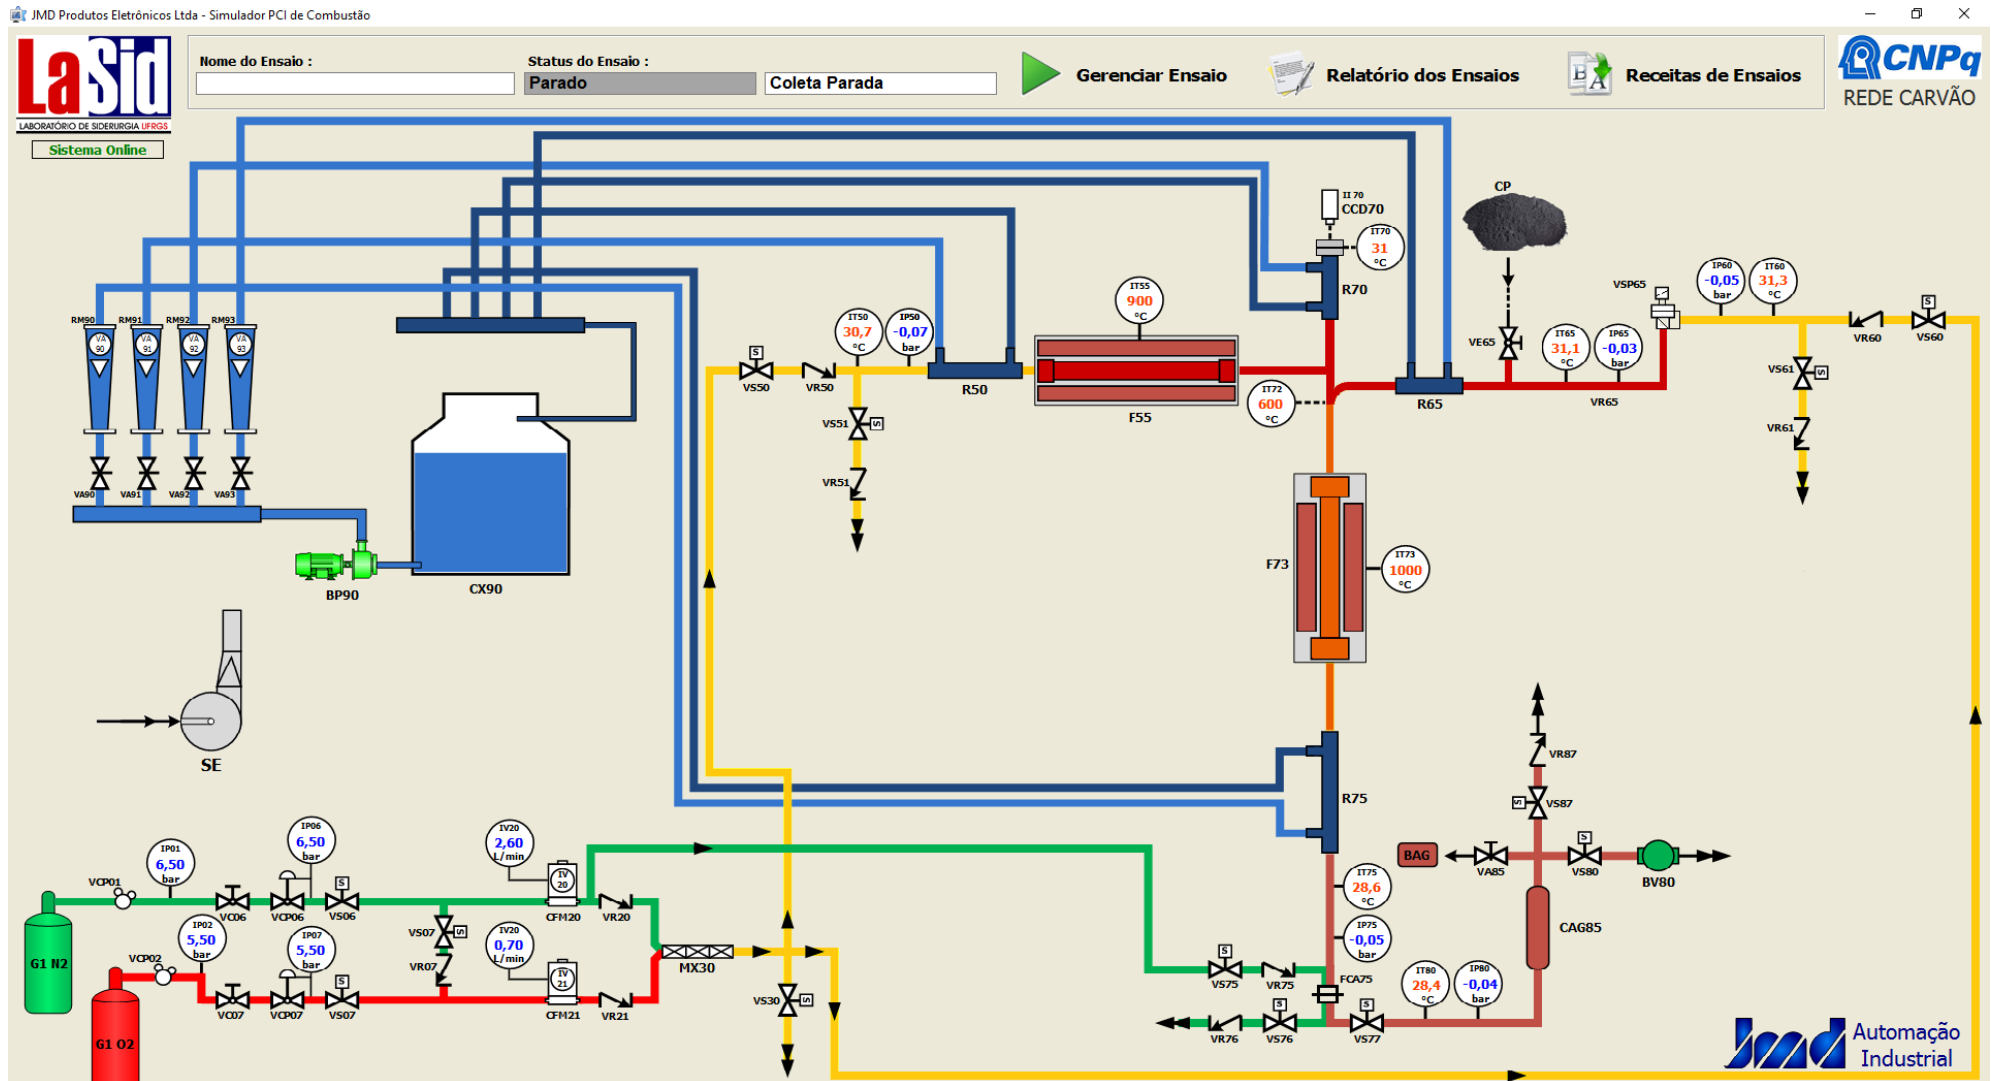 JMD Produtos Eletrônicos Ltda - Simulador PCI de Combustão
LaSid
LABORATÓRIO DE SIDERURGIA UFRGS
Sistema Online
Nome do Ensaio :
Status do Ensaio :
Parado
Coleta Parada
Gerenciar Ensaio
Relatório dos Ensaios
Receitas de Ensaios
CNPq
REDE CARVÃO
II 70
CCD70
IT70
31
°C
R70
CP
VSP65
IP60
-0,05
bar
IT60
31,3
°C
VR60
VS60
VS61
S
VR61
VE65
IT65
31,1
°C
IP65
-0,03
bar
VR65
R65
IT72
600
°C
IT55
900
°C
F55
IT50
30,7
°C
IP50
-0,07
bar
R50
S
VS50
VR50
VS51
S
VR51
RM90
RM91
RM92
RM93
VA
90
VA
91
VA
92
VA
93
VA90
VA91
VA92
VA93
BP90
CX90
SE
F73
IT73
1000
°C
R75
VR87
S
VS87
BAG
VA85
S
VS80
BV80
CAG85
IT75
28,6
°C
IP75
-0,05
bar
FCA75
S
VS75
VR75
VR76
S
VS76
S
VS77
IT80
28,4
°C
IP80
-0,04
bar
IP01
6,50
bar
VCP01
VC06
IP06
6,50
bar
VCP06
S
VS06
IV20
2,60
L/min
IV
20
CFM20
VR20
VS07
S
VR07
G1 N2
IP02
5,50
bar
VCP02
VC07
IP07
5,50
bar
VCP07
S
VS07
IV20
0,70
L/min
IV
21
CFM21
VR21
MX30
VS30
S
G1 O2
Jmd
Automação
Industrial